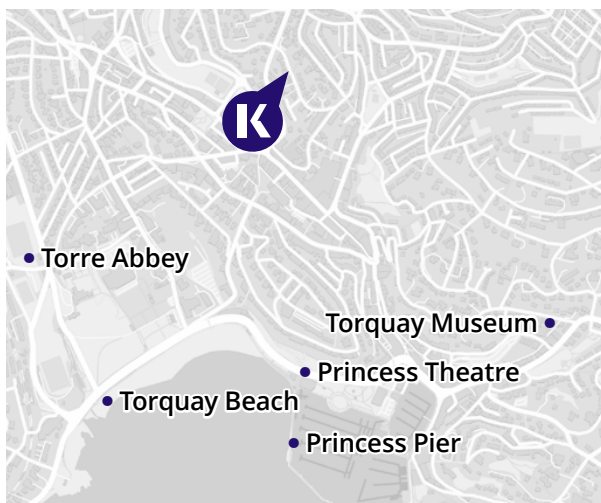 K
Torre Abbey
Torquay Museum
Princess Theatre
Torquay Beach
Princess Pier